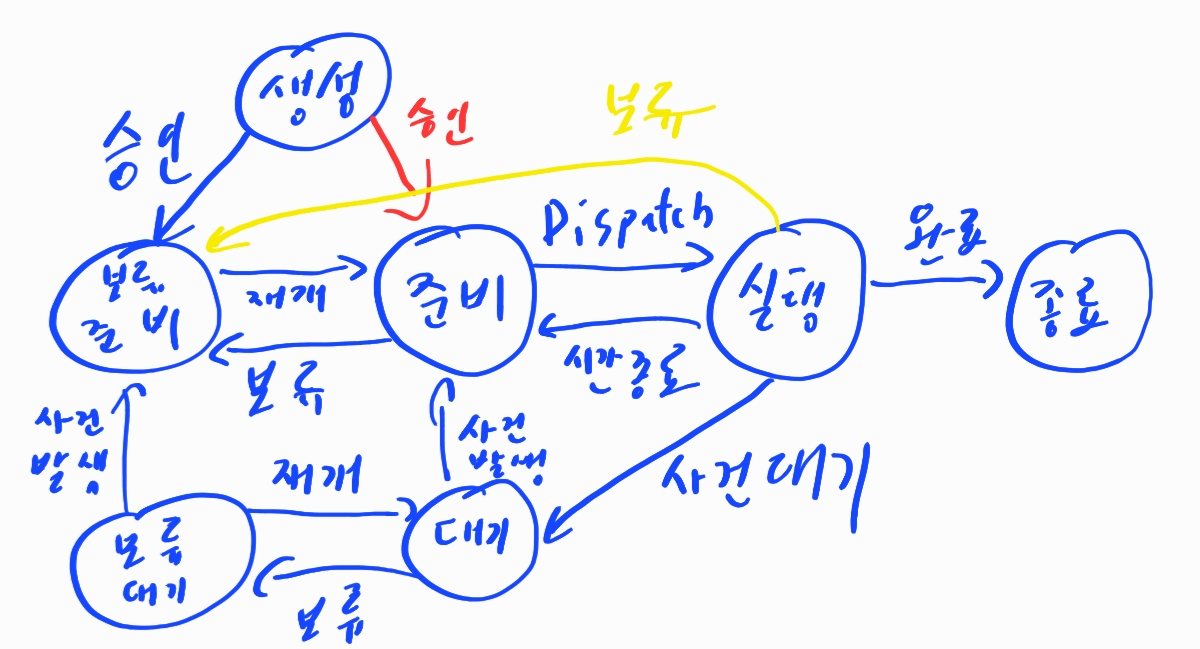 생성
승인
승인
보류
Dispatch
완료
보류
준비
재개
준비
실행
종료
보류
시간종료
사건
발생
재개
사건
발생
사건대기
보류
대기
대기
보류